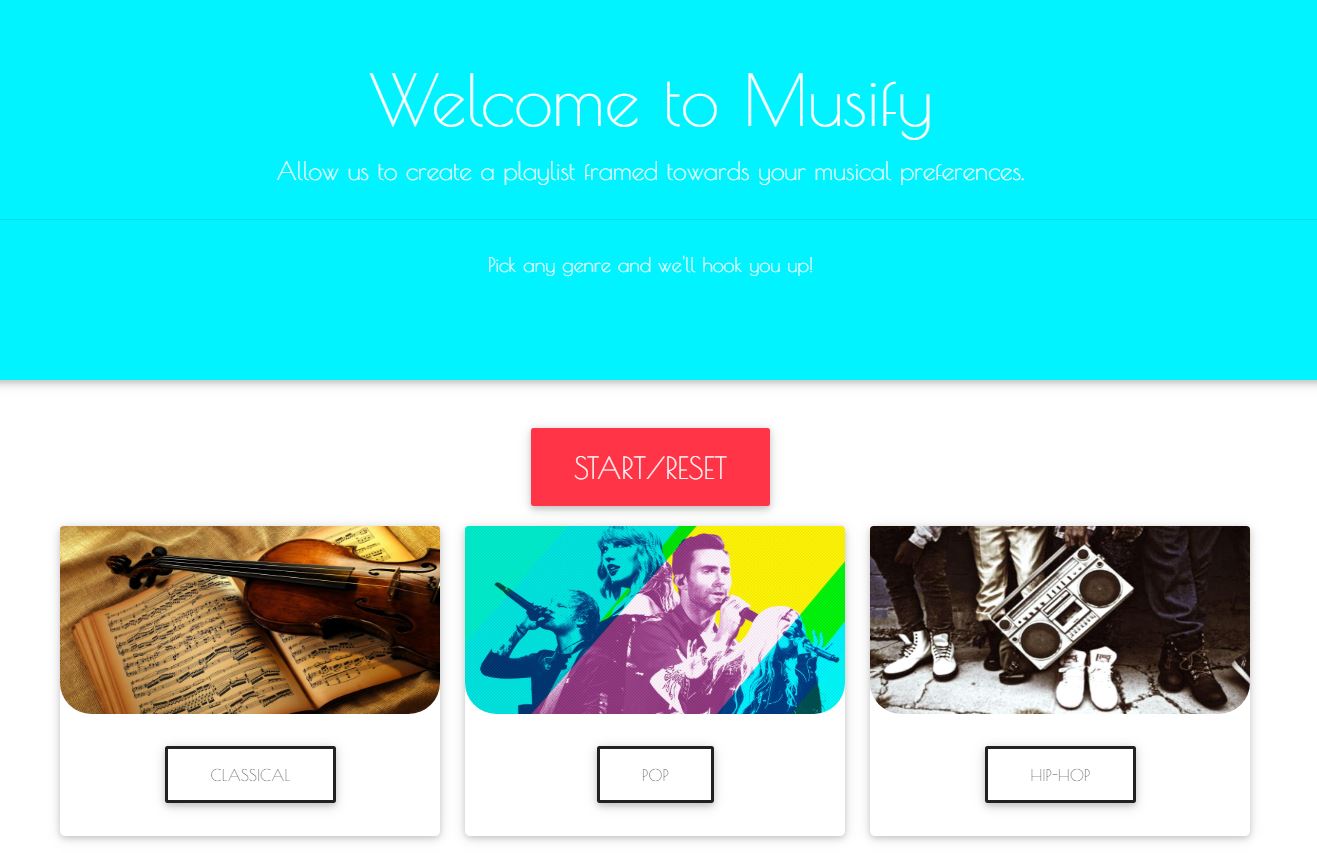 Welcome to Musify
Allow us to create a playlist framed towards your musical preferences.
Pick any genre and we'll hook you up!
START/RESET
CLASSICAL
POP
HIP-HOP